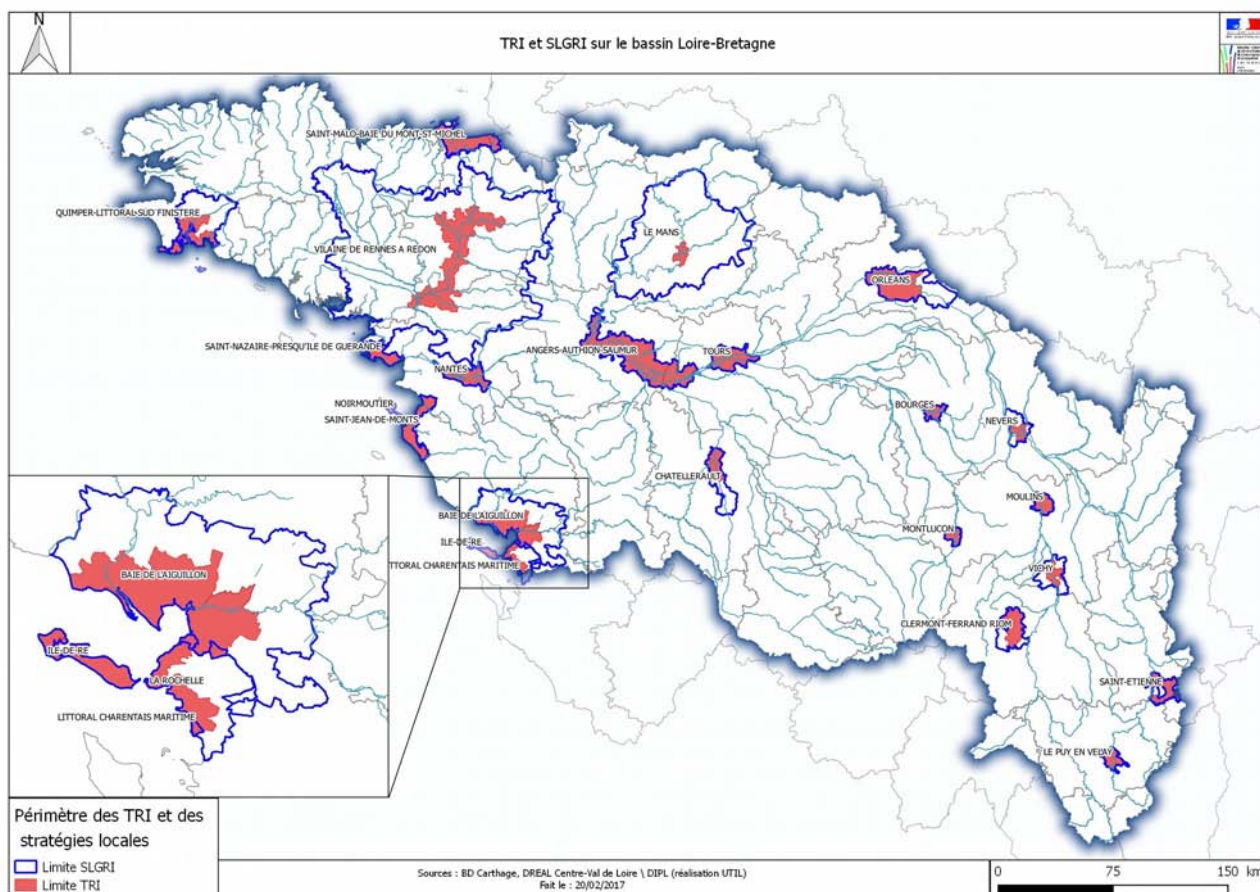 N
TRI et SLGRI sur le bassin Loire-Bretagne
SAINT-MALO-BAIE DU MONT-ST-MICHEL
QUIMPER-LITTORAL-SUD FINISTERE
VILAINE DE RENNES A REDON
LE MANS
ORLEANS
SAINT-NAZAIRE-PRESQU'ILE DE GUERANDE
ANGERS-AUTHION-SAUMUR
TOURS
NANTES
NOIRMOUTIER
SAINT-JEAN-DE-MONTS
BOURGES
NEVERS
CHATELLERAULT
MOULINS
MONTLUCON
BAIE DE L'AIGUILLON
ILE-DE-RE
LITTORAL CHARENTAIS MARITIME
VICHY
CLERMONT-FERRAND RIOM
SAINT-ETIENNE
LE PUY EN VELAY
BAIE DE L'AIGUILLON
ILE-DE-RE
LA ROCHELLE
LITTORAL CHARENTAIS MARITIME
Périmètre des TRI et des
stratégies locales
Limite SLGRI
Limite TRI
Sources : BD Carthage, DREAL Centre-Val de Loire \ DIPL (réalisation UTIL)
Fait le : 20/02/2017
0 75 150 km